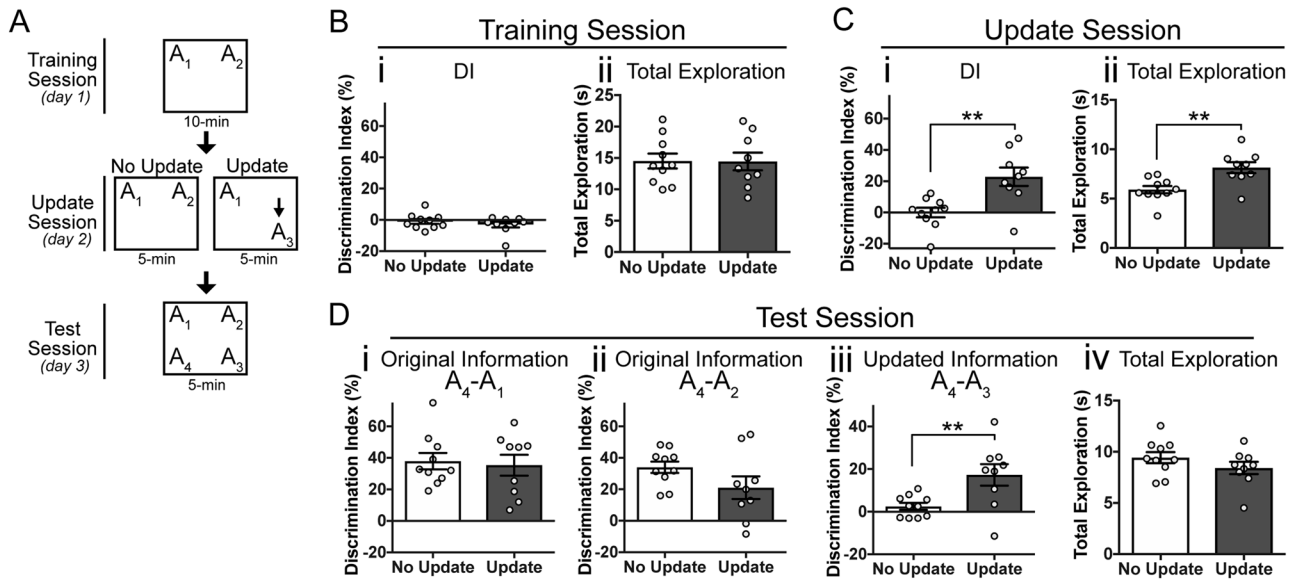 A
Training
Session
(day 1)
A1 A2
10-min
No Update Update
Update
Session
(day 2)
A1 A2
A1
A3
5-min 5-min
Test
Session
(day 3)
A1 A2
A4 A3
5-min
B
Training Session
i DI
Discrimination Index (%)
60
40
20
0
-20
No Update Update
ii Total Exploration
Total Exploration (s)
25
20
15
10
5
0
No Update Update
C
Update Session
i DI
**
Discrimination Index (%)
60
40
20
0
-20
No Update Update
ii Total Exploration
**
Total Exploration (s)
15
10
5
0
No Update Update
D
Test Session
i Original Information
A4-A1
Discrimination Index (%)
60
40
20
0
-20
No Update Update
ii Original Information
A4-A2
Discrimination Index (%)
60
40
20
0
-20
No Update Update
iii Updated Information
A4-A3
**
Discrimination Index (%)
40
20
0
-20
No Update Update
iv Total Exploration
Total Exploration (s)
15
10
5
0
No Update Update